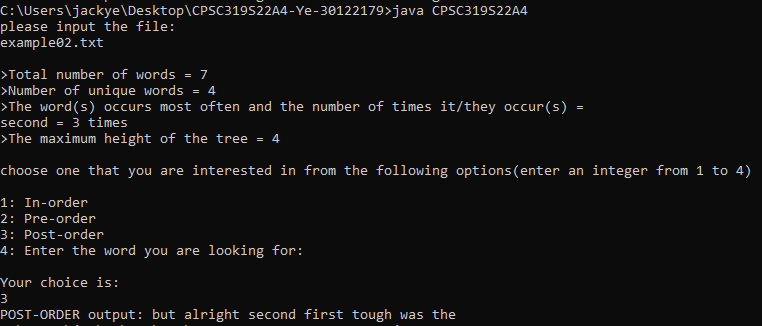 C:\Users\jackye\Desktop\CPSC319S22A4-Ye-30122179>java CPSC319S22A4
please input the file:
example02.txt
>Total number of words = 7
>Number of unique words = 4
>The word(s) occurs most often and the number of times it/they occur(s) =
second = 3 times
>The maximum height of the tree = 4
choose one that you are interested in from the following options(enter an integer from 1 to 4)
1: In-order
2: Pre-order
3: Post-order
4: Enter the word you are looking for:
Your choice is:
3
POST-ORDER output: but alright second first tough was the